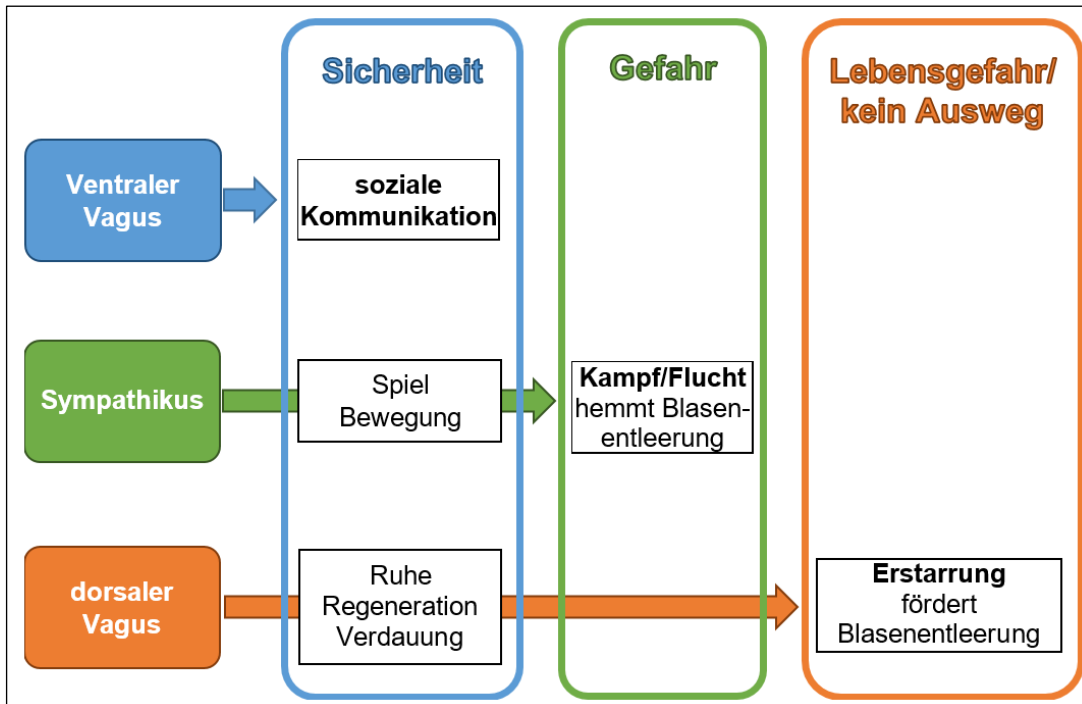 Sicherheit
Gefahr
Lebensgefahr/
kein Ausweg
Ventraler
Vagus
soziale
Kommunikation
Sympathikus
Spiel
Bewegung
Kampf/Flucht
hemmt Blasen-
entleerung
dorsaler
Vagus
Ruhe
Regeneration
Verdauung
Erstarrung
fördert
Blasenentleerung